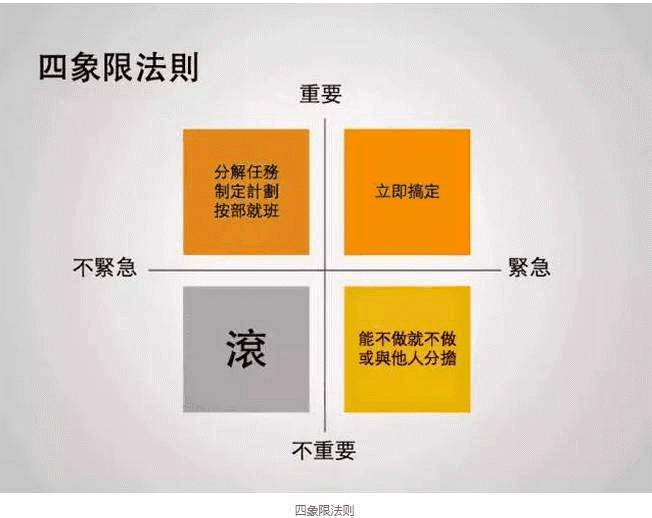 四象限法則
重要
分解任務
制定計劃
按部就班
立即搞定
不緊急
緊急
滾
能不做就不做
或與他人分擔
不重要
四象限法则